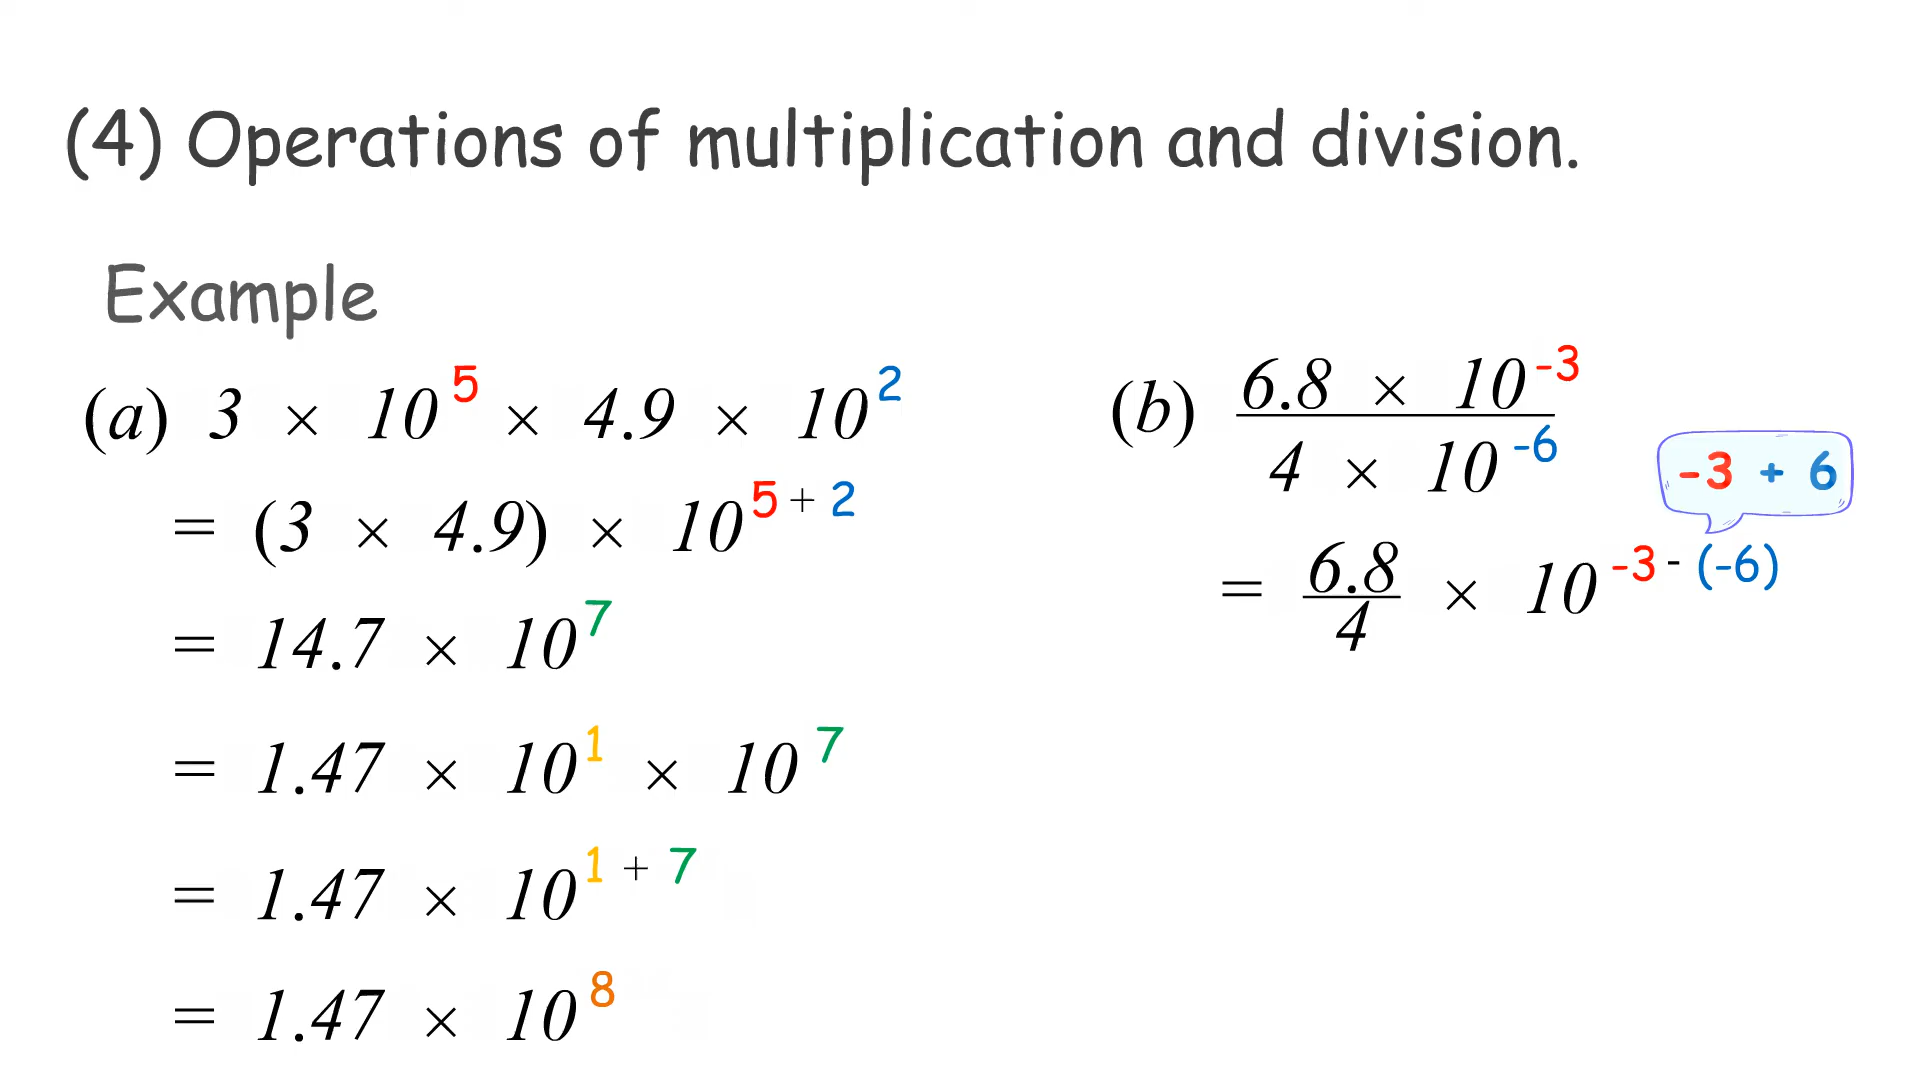 (4) Operations of multiplication and division.
Example
(a) 3 × 10^5 × 4.9 × 10^2
= (3 × 4.9) × 10^(5 + 2)
= 14.7 × 10^7
= 1.47 × 10^1 × 10^7
= 1.47 × 10^(1 + 7)
= 1.47 × 10^8
(b) 6.8 × 10^-3
4 × 10^-6
-3 + 6
= 6.8/4 × 10^(-3 - (-6))